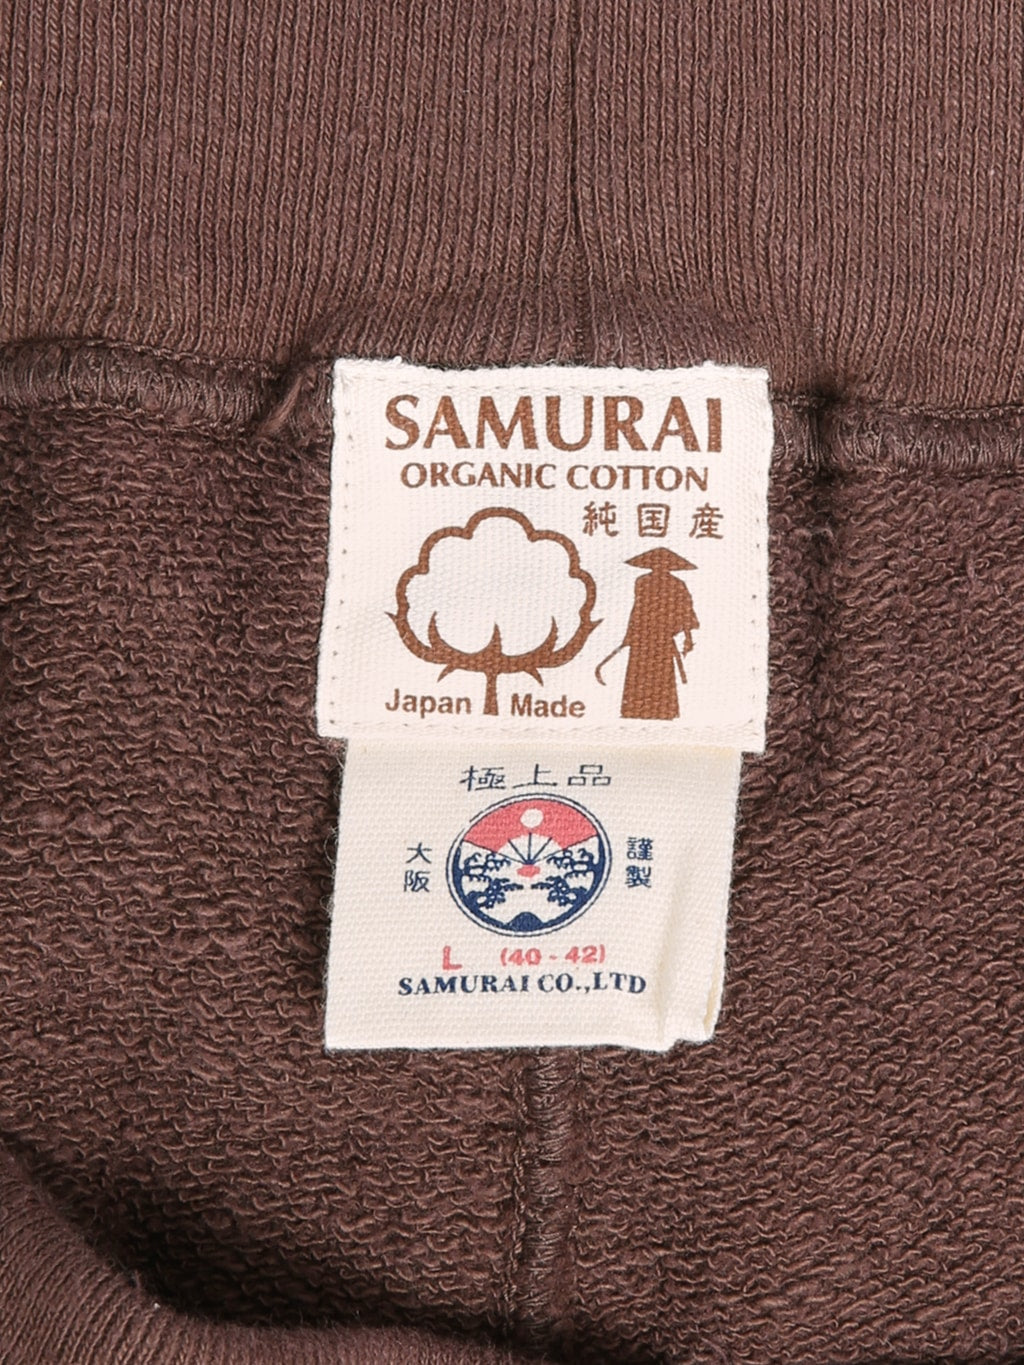 SAMURAI
ORGANIC COTTON
純国産
Japan Made
極上品
大阪
謹製
L (40-42)
SAMURAI CO.,LTD